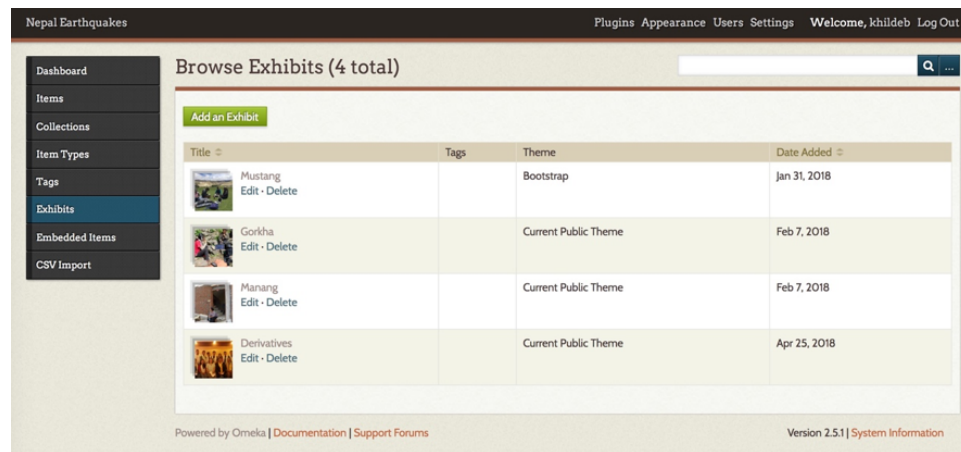 Nepal Earthquakes
Plugins Appearance Users Settings Welcome, khildeb Log Out
Dashboard
Items
Collections
Item Types
Tags
Exhibits
Embedded Items
CSV Import
Browse Exhibits (4 total)
...
Add an Exhibit
Title Tags Theme Date Added
Mustang Bootstrap Jan 31, 2018
Edit · Delete
Gorkha Current Public Theme Feb 7, 2018
Edit · Delete
Manang Current Public Theme Feb 7, 2018
Edit · Delete
Derivatives Current Public Theme Apr 25, 2018
Edit · Delete
Powered by Omeka | Documentation | Support Forums
Version 2.5.1 | System Information